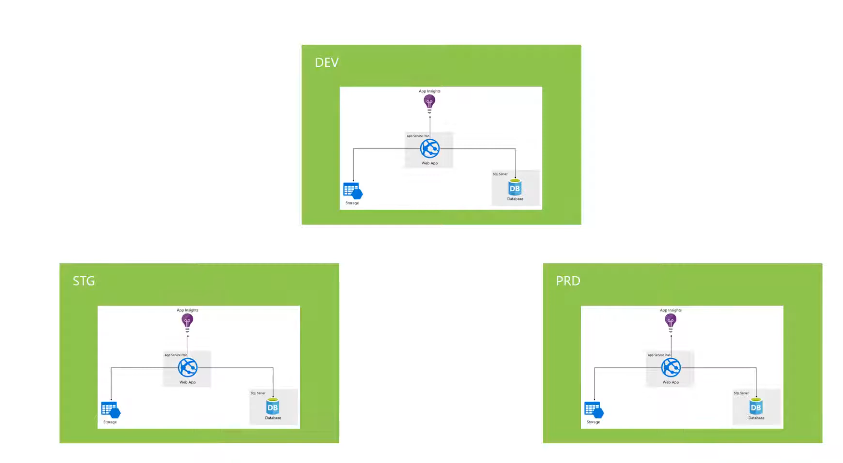 DEV
App Insights
App Service Plan
Web App
SQL Server
DB
Storage
Database
STG
App Insights
App Service Plan
Web App
SQL Server
DB
Storage
Database
PRD
App Insights
App Service Plan
Web App
SQL Server
DB
Storage
Database